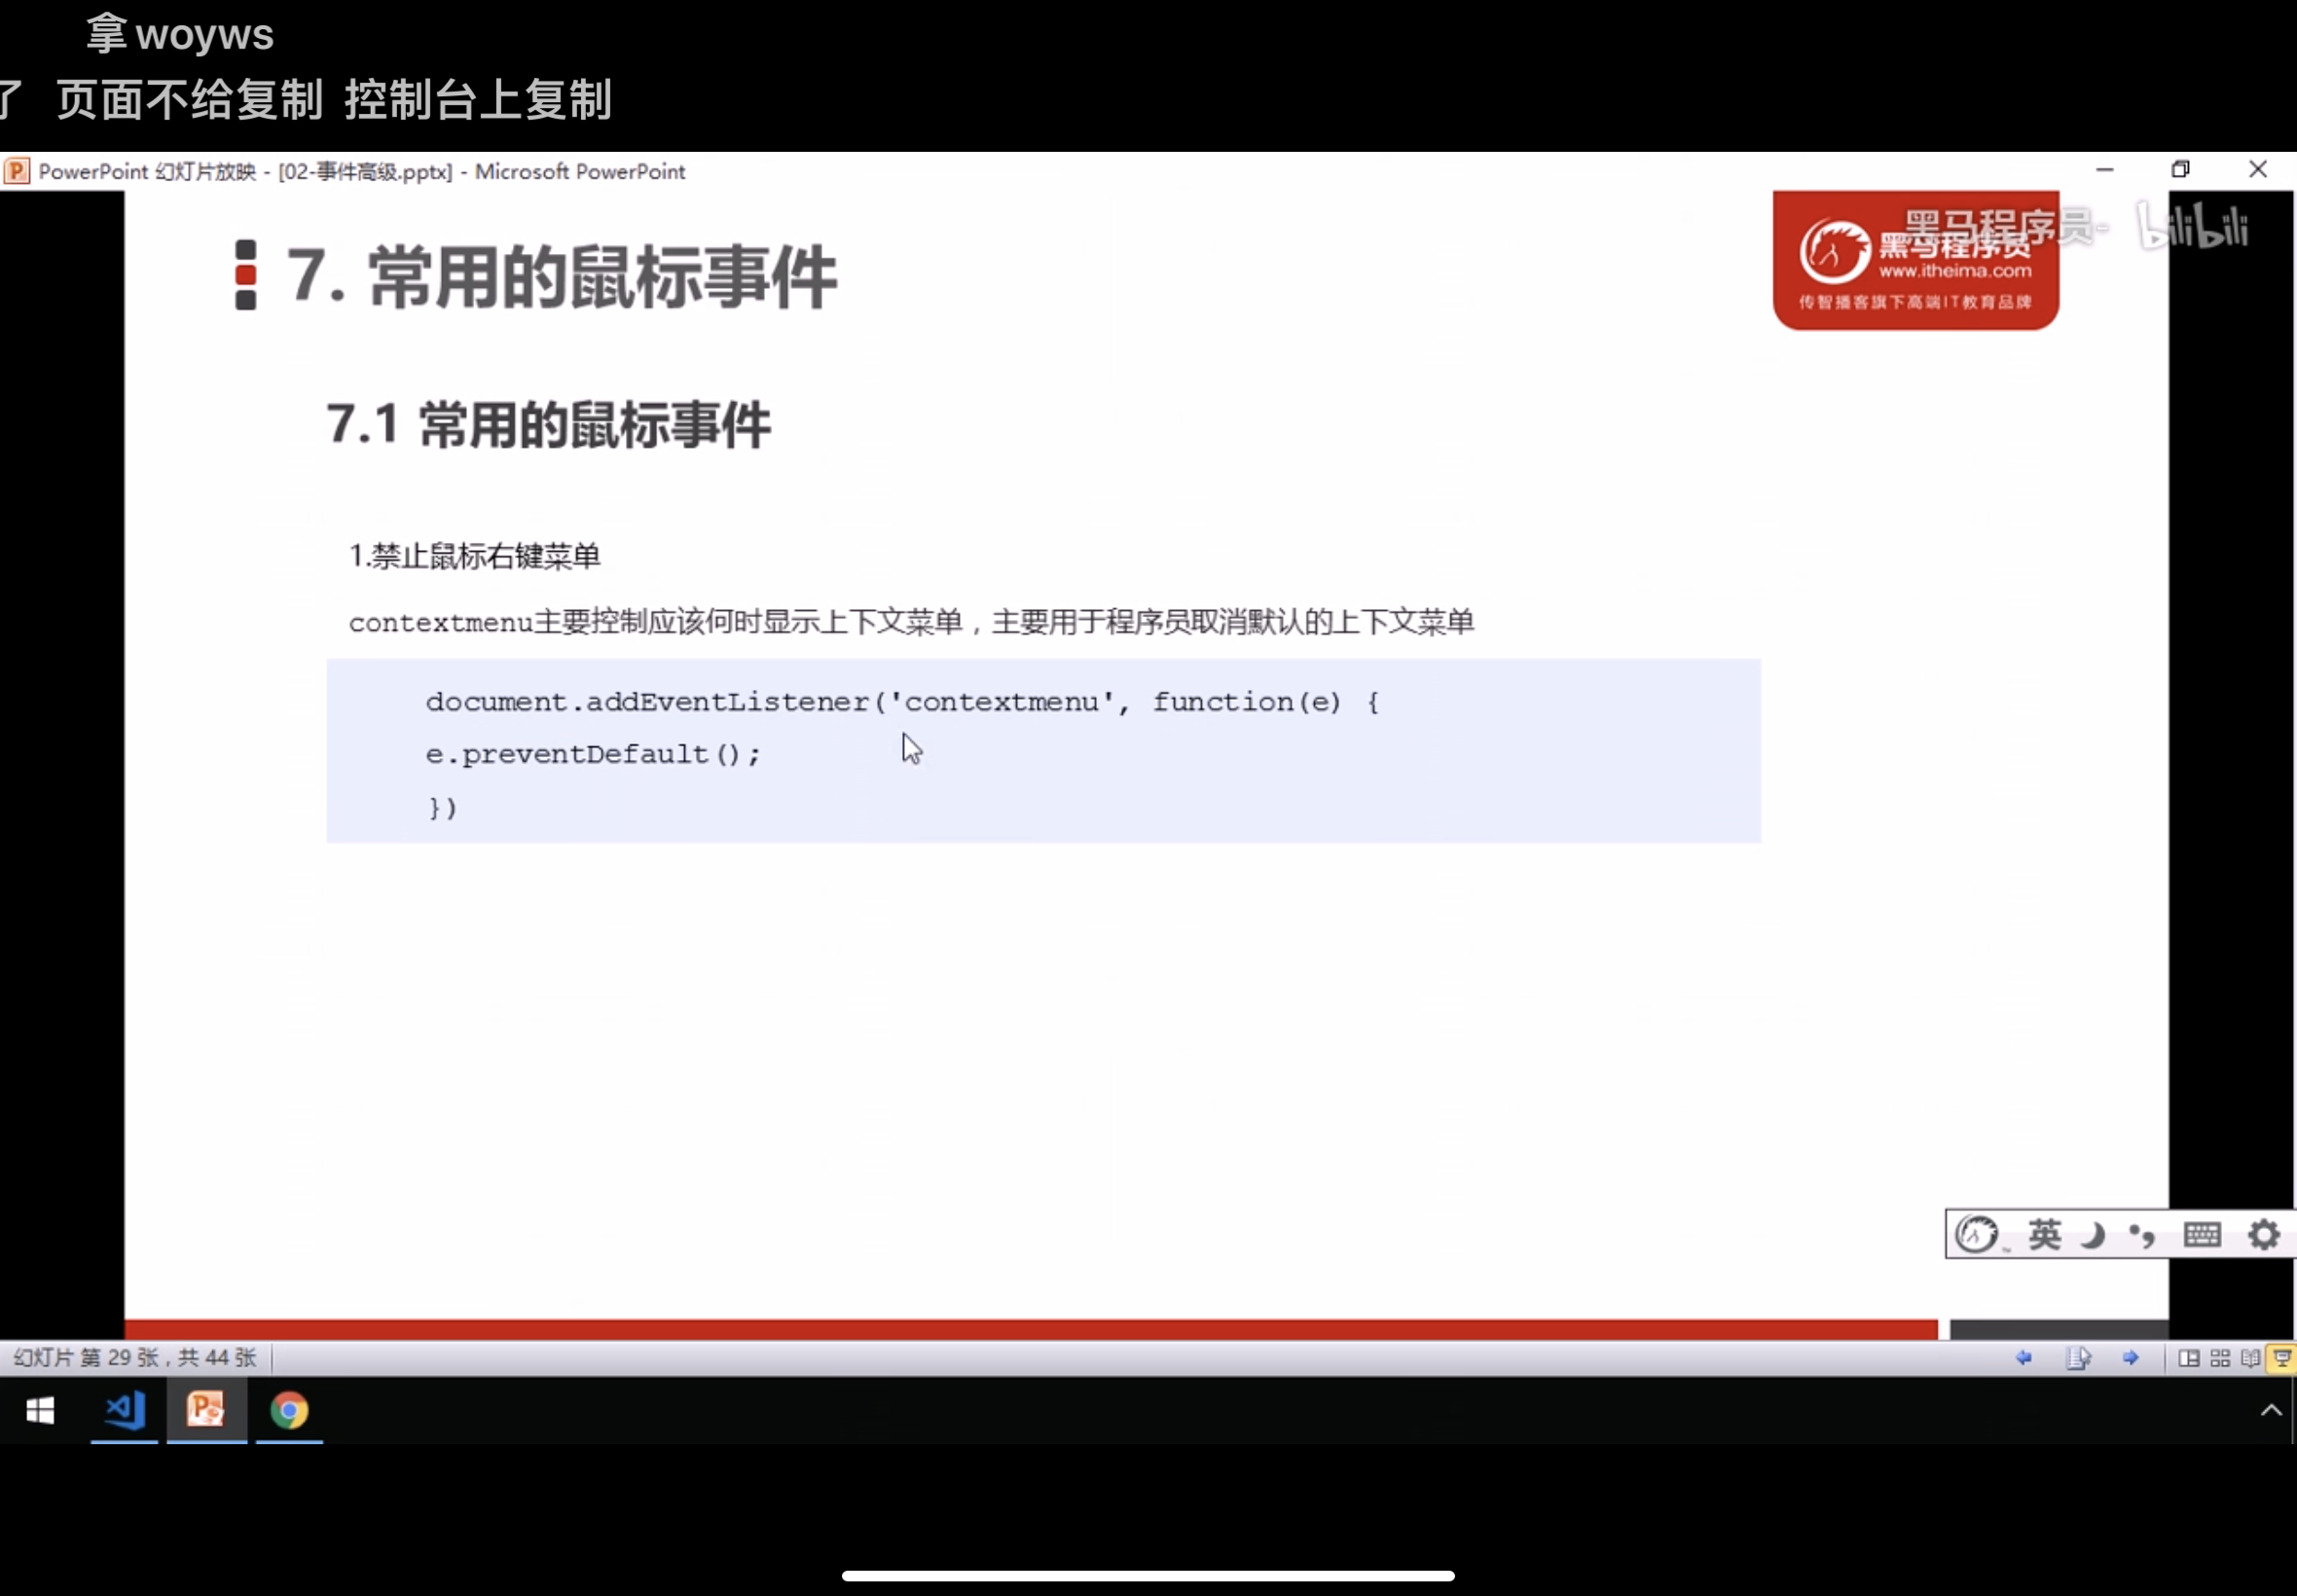 拿woyws
了 页面不给复制 控制台上复制
PowerPoint 幻灯片放映 - [02-事件高级.pptx] - Microsoft PowerPoint
7. 常用的鼠标事件
黑马程序员- bilibili
黑马程序员
www.itheima.com
传智播客旗下高端IT教育品牌
7.1 常用的鼠标事件
1.禁止鼠标右键菜单
contextmenu主要控制应该何时显示上下文菜单，主要用于程序员取消默认的上下文菜单
document.addEventListener('contextmenu', function(e) {
e.preventDefault();
})
英
幻灯片 第 29 张，共 44 张